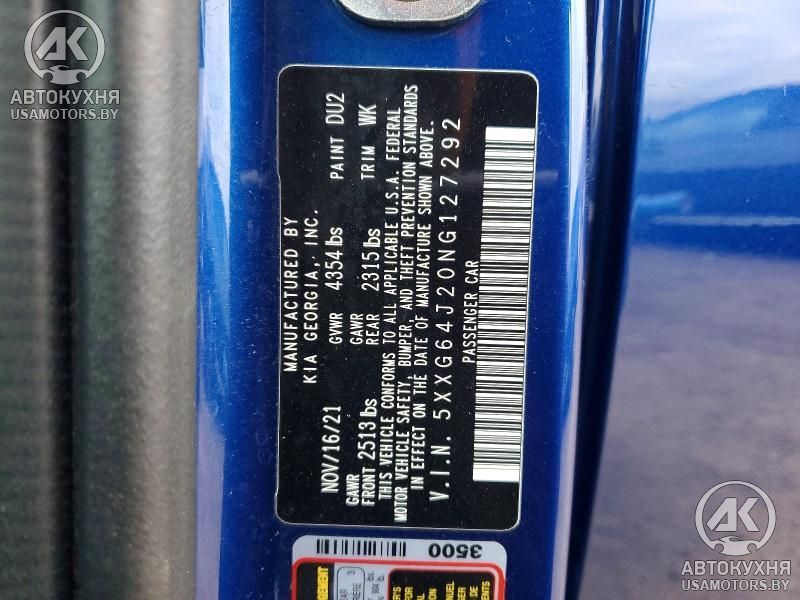 MANUFACTURED BY
KIA GEORGIA, INC.
NOV/16/21 GVWR 4354 lbs PAINT DU2
GAWR FRONT 2513 lbs GAWR REAR 2315 lbs TRIM WK
THIS VEHICLE CONFORMS TO ALL APPLICABLE U.S.A. FEDERAL
MOTOR VEHICLE SAFETY, BUMPER, AND THEFT PREVENTION STANDARDS
IN EFFECT ON THE DATE OF MANUFACTURE SHOWN ABOVE.
V.I.N. 5XXG64J20NG127292
PASSENGER CAR
3500
АК
АВТОКУХНЯ
USAMOTORS.BY
АК
АВТОКУХНЯ
USAMOTORS.BY